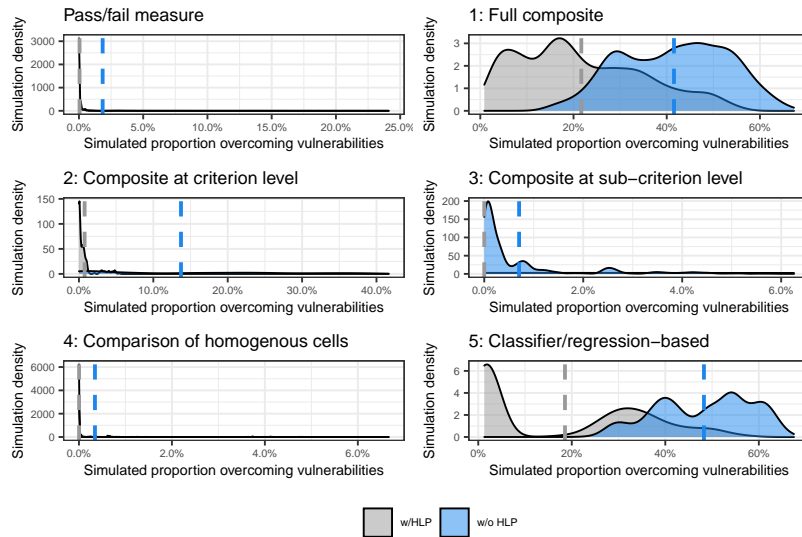 Pass/fail measure
Simulation density
3000
2000
1000
0
0.0% 5.0% 10.0% 15.0% 20.0% 25.0%
Simulated proportion overcoming vulnerabilities
1: Full composite
Simulation density
3
2
1
0
0% 20% 40% 60%
Simulated proportion overcoming vulnerabilities
2: Composite at criterion level
Simulation density
150
100
50
0
0.0% 10.0% 20.0% 30.0% 40.0%
Simulated proportion overcoming vulnerabilities
3: Composite at sub−criterion level
Simulation density
200
150
100
50
0
0.0% 2.0% 4.0% 6.0%
Simulated proportion overcoming vulnerabilities
4: Comparison of homogenous cells
Simulation density
6000
4000
2000
0
0.0% 2.0% 4.0% 6.0%
Simulated proportion overcoming vulnerabilities
5: Classifier/regression−based
Simulation density
6
4
2
0
0% 20% 40% 60%
Simulated proportion overcoming vulnerabilities
w/HLP w/o HLP